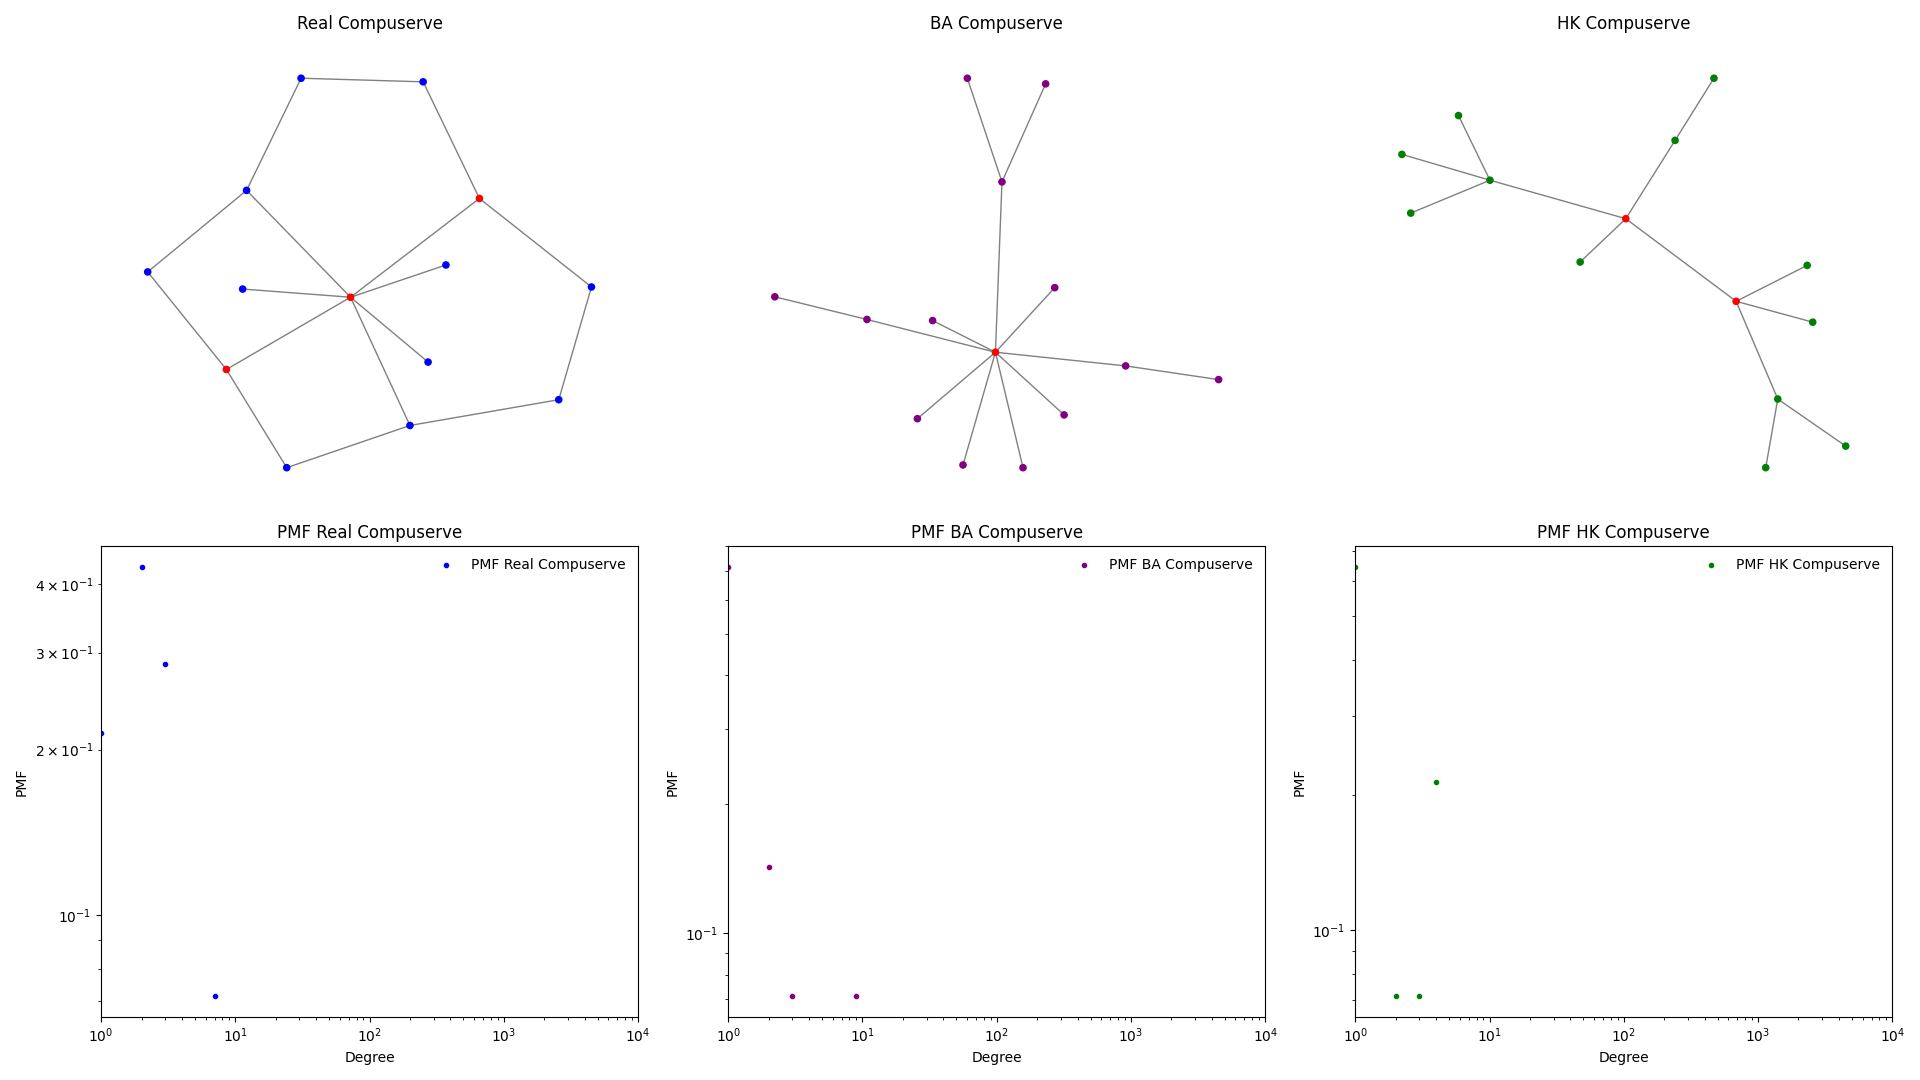 Real Compuserve
BA Compuserve
HK Compuserve
PMF Real Compuserve
PMF Real Compuserve
4 × 10⁻¹
3 × 10⁻¹
2 × 10⁻¹
10⁻¹
PMF
10⁰ 10¹ 10² 10³ 10⁴
Degree
PMF BA Compuserve
PMF BA Compuserve
10⁻¹
PMF
10⁰ 10¹ 10² 10³ 10⁴
Degree
PMF HK Compuserve
PMF HK Compuserve
10⁻¹
PMF
10⁰ 10¹ 10² 10³ 10⁴
Degree